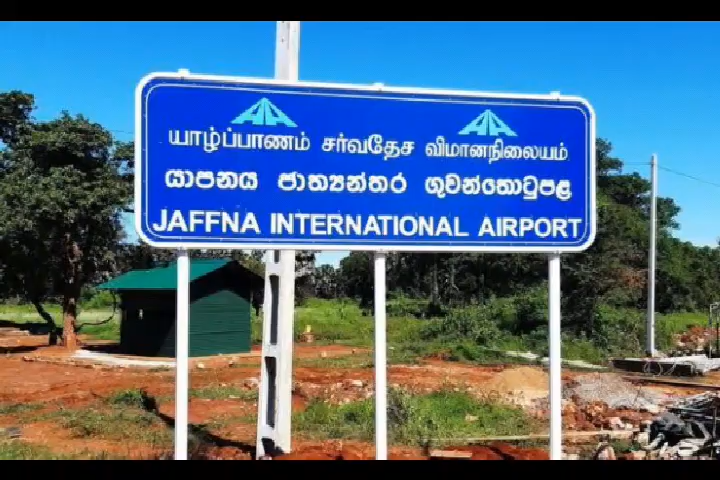 யாழ்ப்பாணம் சர்வதேச விமானநிலையம்
යාපනය ජාත්‍යන්තර ගුවන්තොටුපළ
JAFFNA INTERNATIONAL AIRPORT